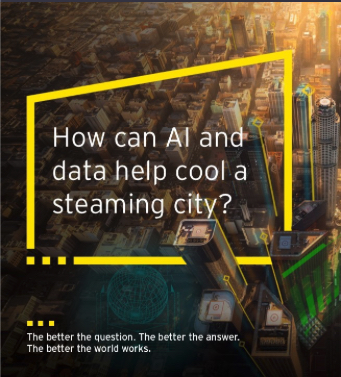 How can AI and
data help cool a
steaming city?
The better the question. The better the answer.
The better the world works.